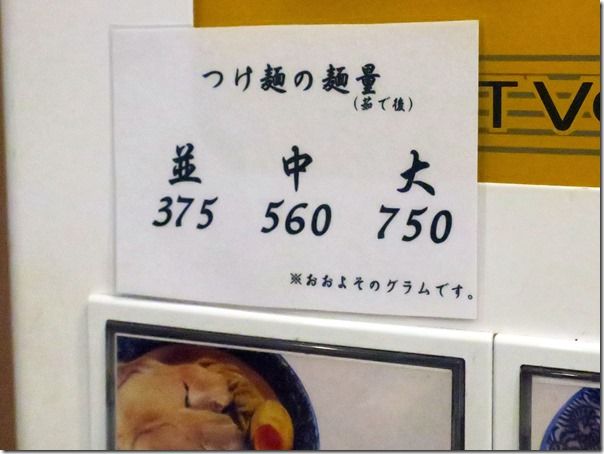 つけ麺の麺量
(茹で後)
並 中 大
375 560 750
※おおよそのグラムです。
T V